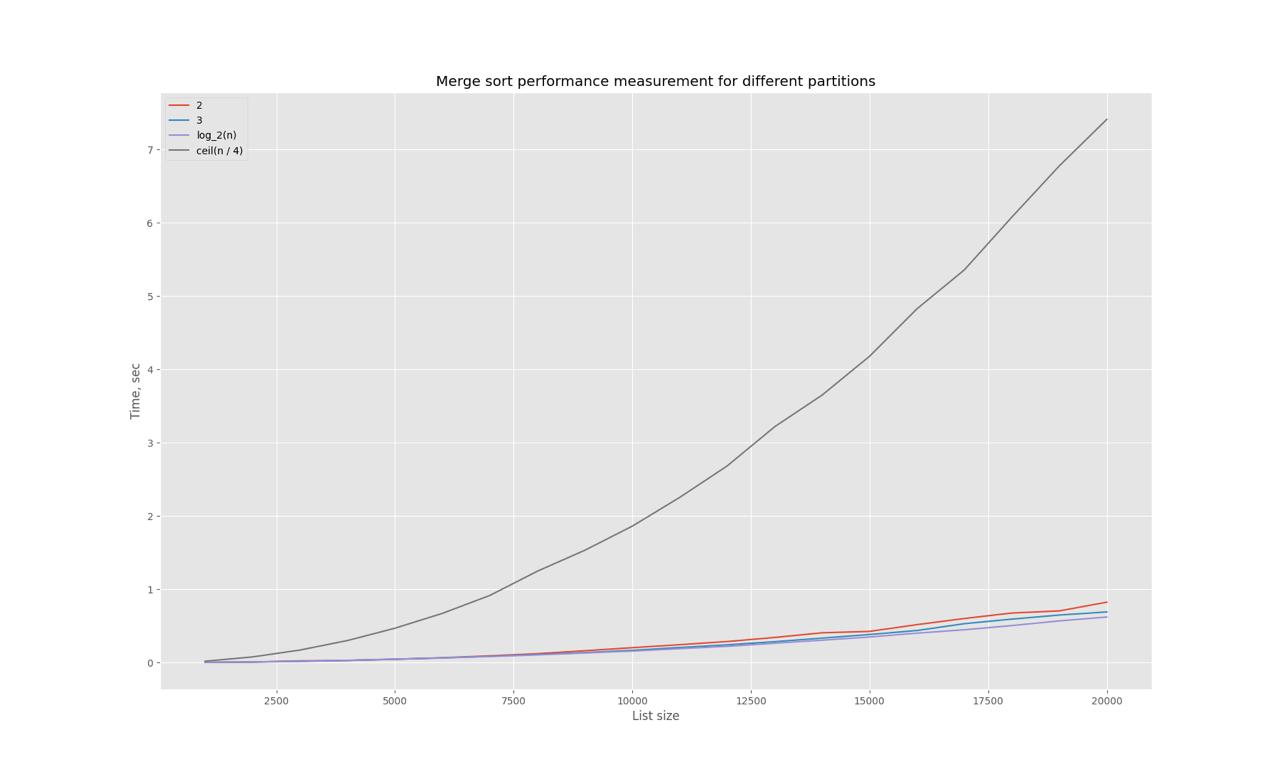 Merge sort performance measurement for different partitions
2
3
log_2(n)
ceil(n / 4)
7
6
5
4
3
2
1
0
Time, sec
2500 5000 7500 10000 12500 15000 17500 20000
List size